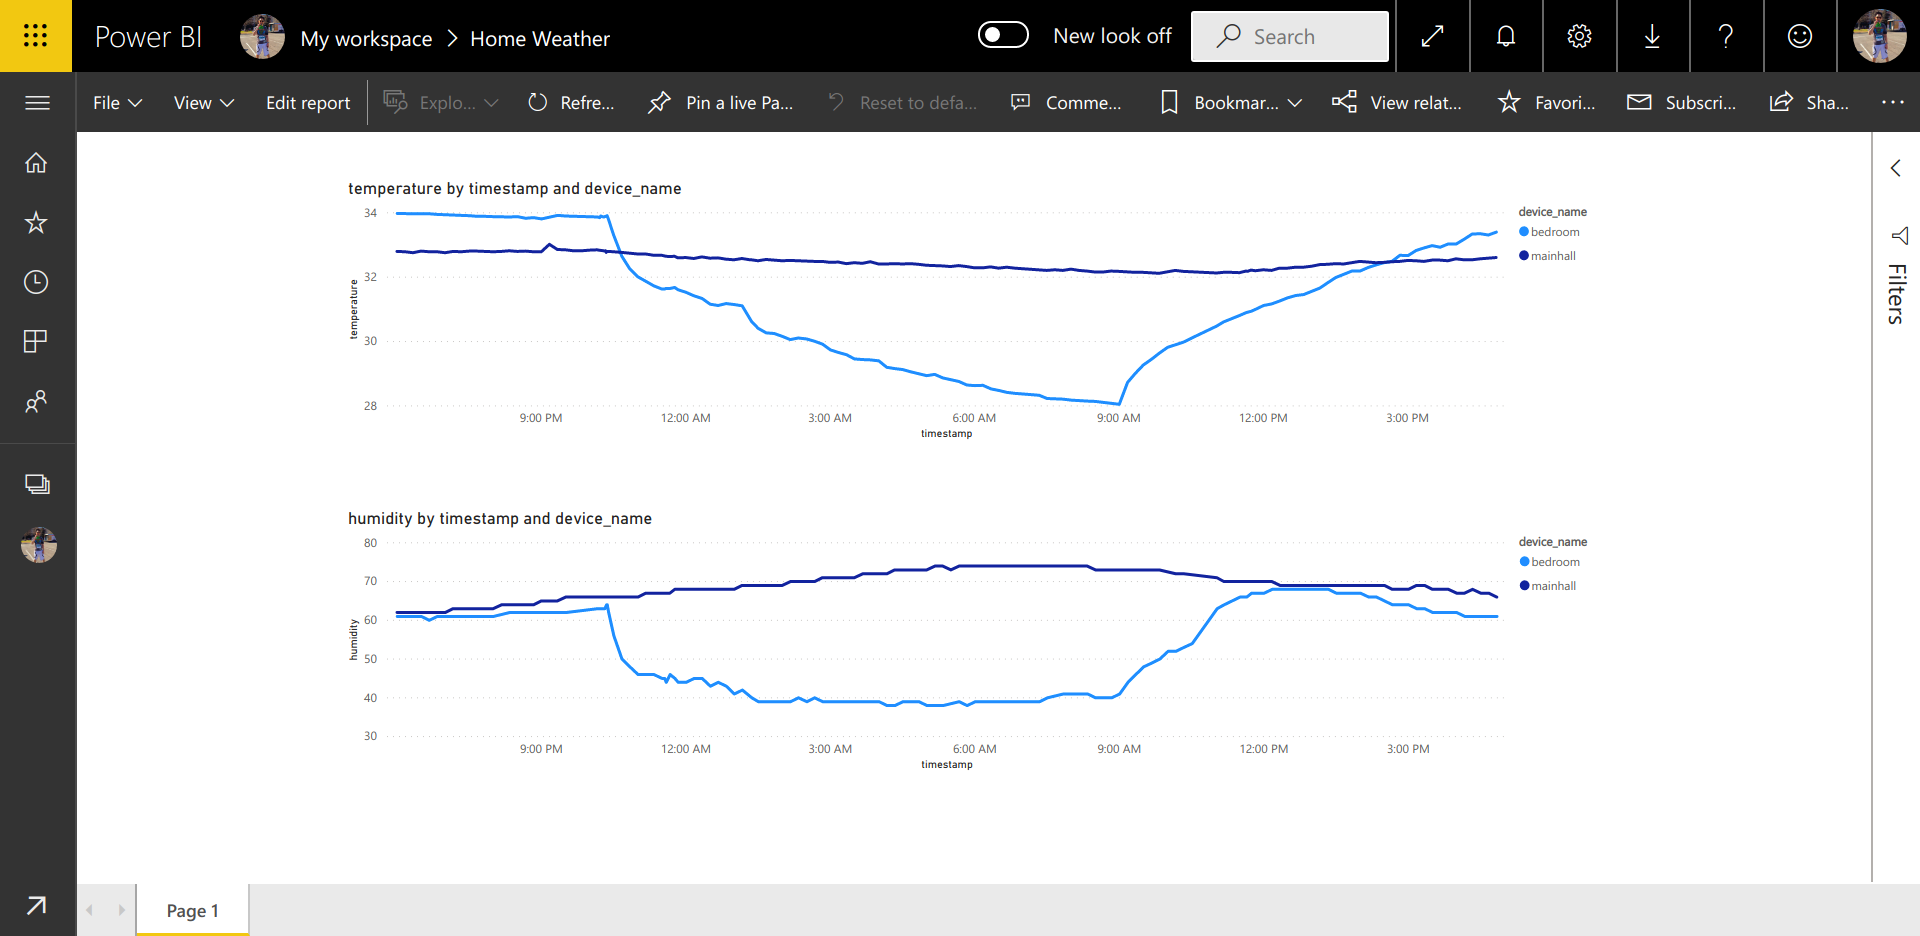 Power BI My workspace > Home Weather New look off Search
File View Edit report Explo... Refre... Pin a live Pa... Reset to defa... Comme... Bookmar... View relat... Favori... Subscri... Sha... ...
temperature by timestamp and device_name
34
32
30
28
temperature
9:00 PM 12:00 AM 3:00 AM 6:00 AM 9:00 AM 12:00 PM 3:00 PM
timestamp
device_name
bedroom
mainhall
Filters
humidity by timestamp and device_name
80
70
60
50
40
30
humidity
9:00 PM 12:00 AM 3:00 AM 6:00 AM 9:00 AM 12:00 PM 3:00 PM
timestamp
device_name
bedroom
mainhall
Page 1